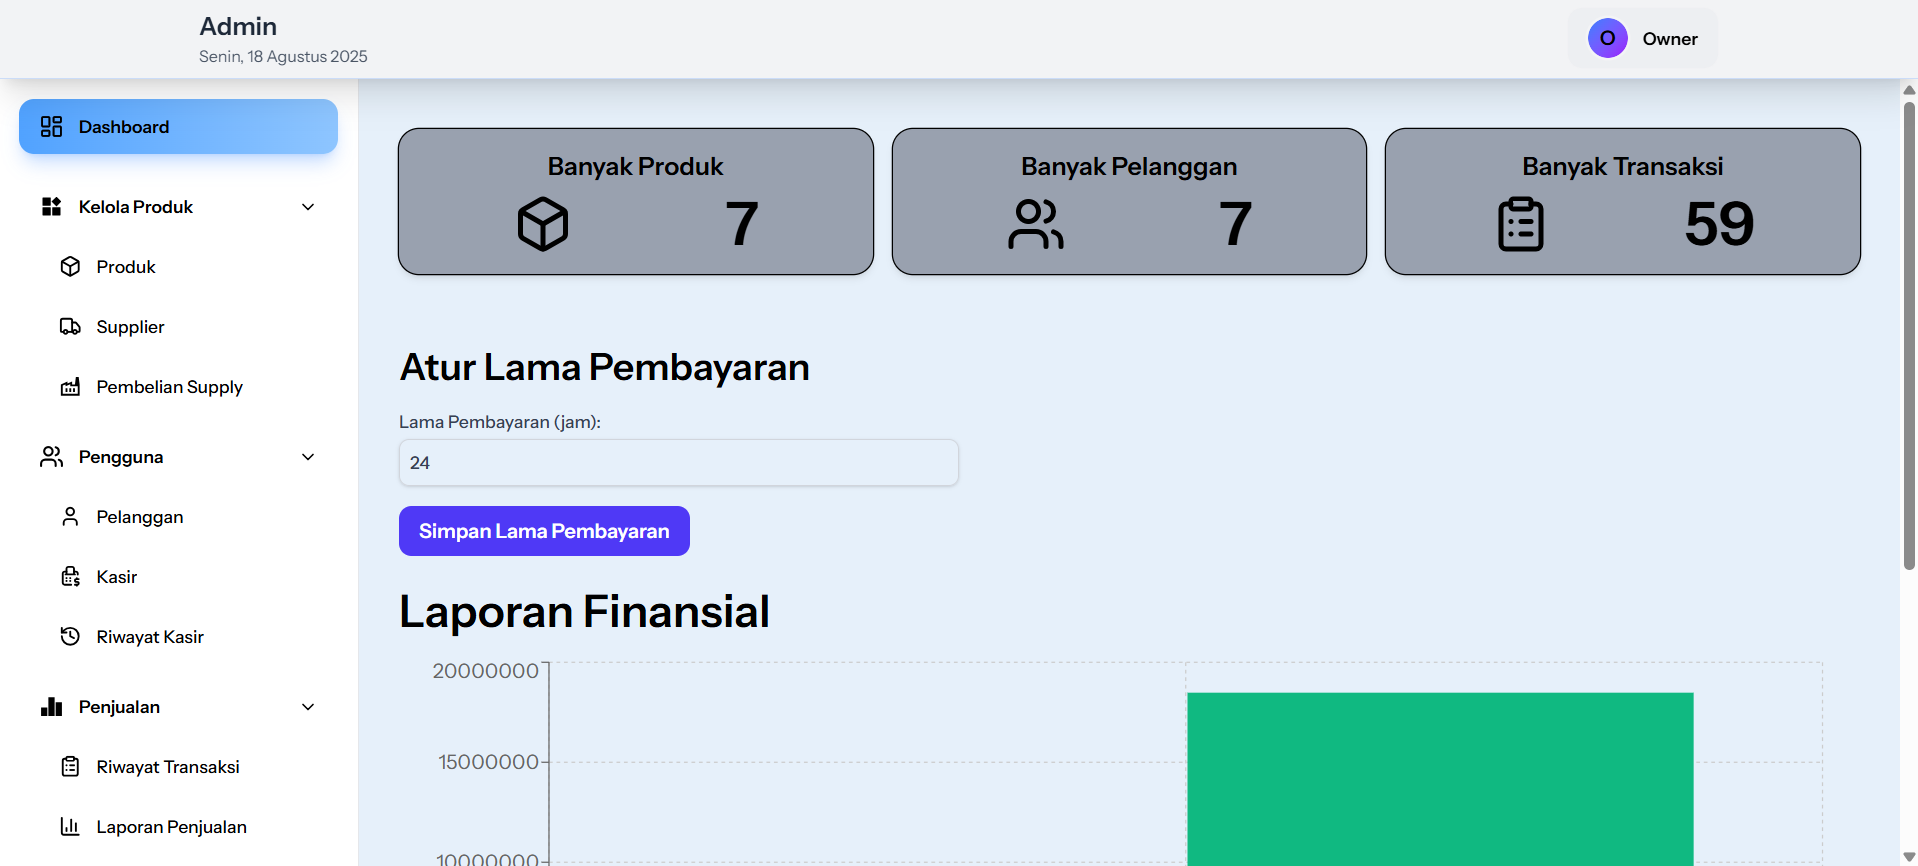 Admin
Senin, 18 Agustus 2025
O
Owner
Dashboard
Kelola Produk
Produk
Supplier
Pembelian Supply
Pengguna
Pelanggan
Kasir
Riwayat Kasir
Penjualan
Riwayat Transaksi
Laporan Penjualan
Banyak Produk
7
Banyak Pelanggan
7
Banyak Transaksi
59
Atur Lama Pembayaran
Lama Pembayaran (jam):
24
Simpan Lama Pembayaran
Laporan Finansial
20000000
15000000
10000000